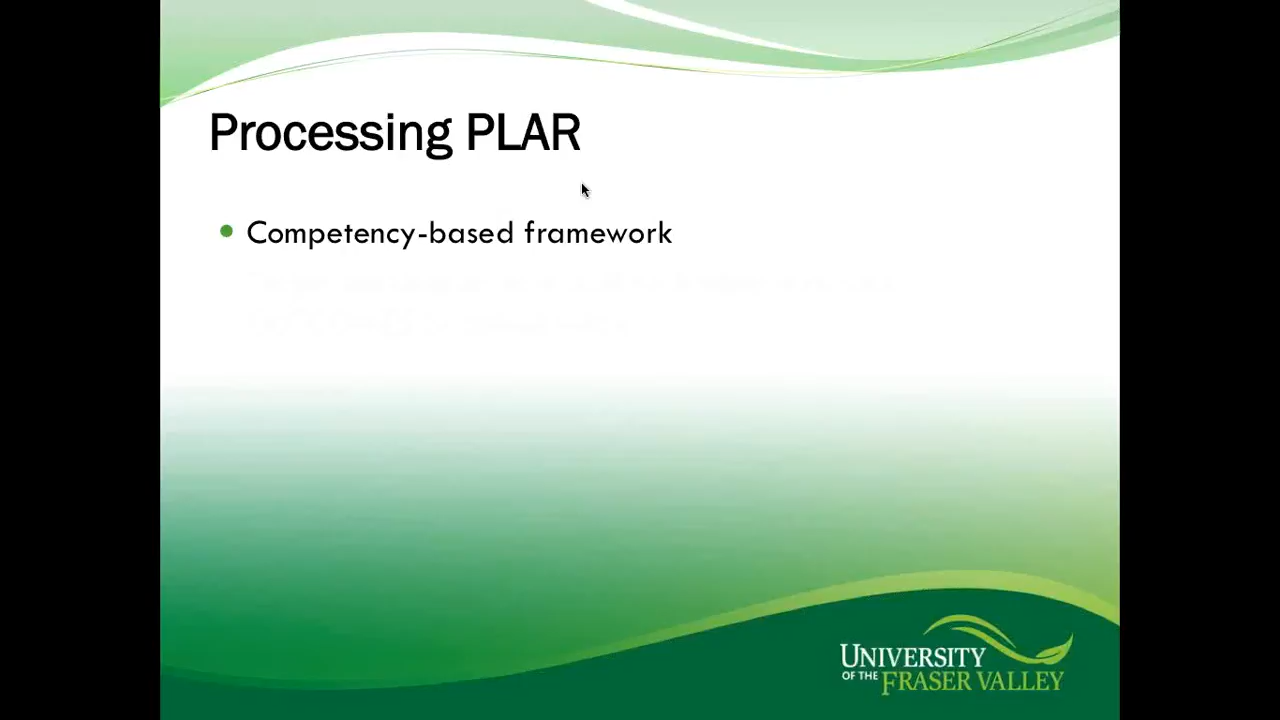 Processing PLAR
Competency-based framework
UNIVERSITY
OF THE FRASER VALLEY